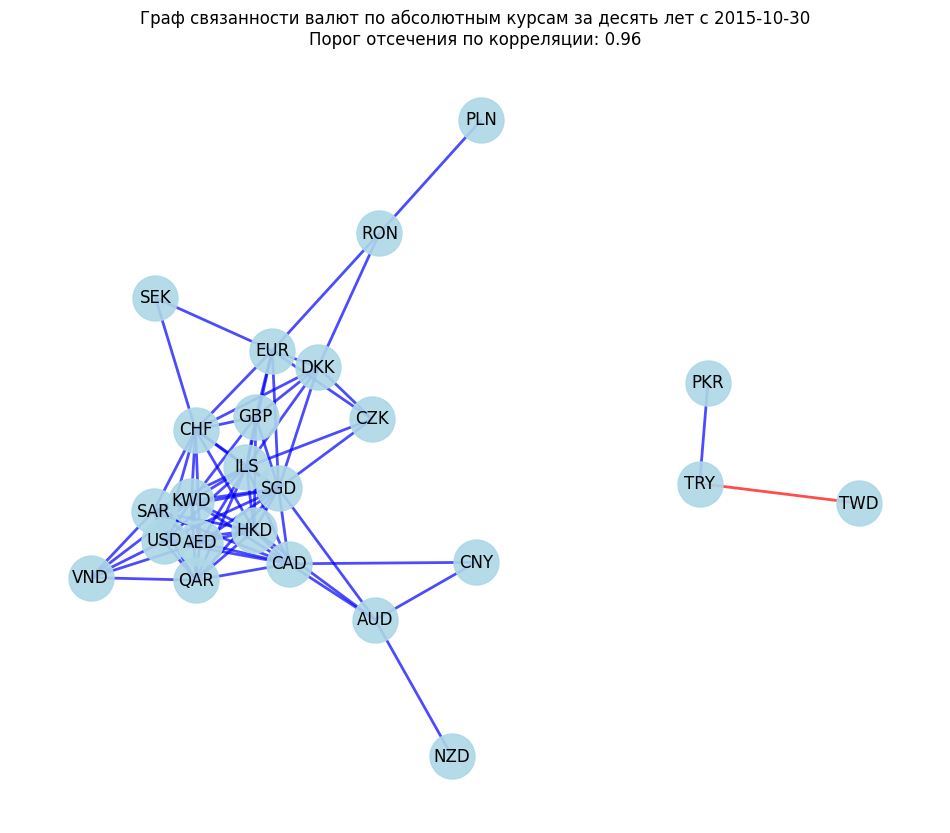 Граф связанности валют по абсолютным курсам за десять лет с 2015-10-30
Порог отсечения по корреляции: 0.96
PLN
RON
SEK
EUR
DKK
PKR
GBP
CZK
CHF
ILS
TRY
SGD
KWD
TWD
SAR
HKD
USD
AED
CNY
CAD
VND
QAR
AUD
NZD